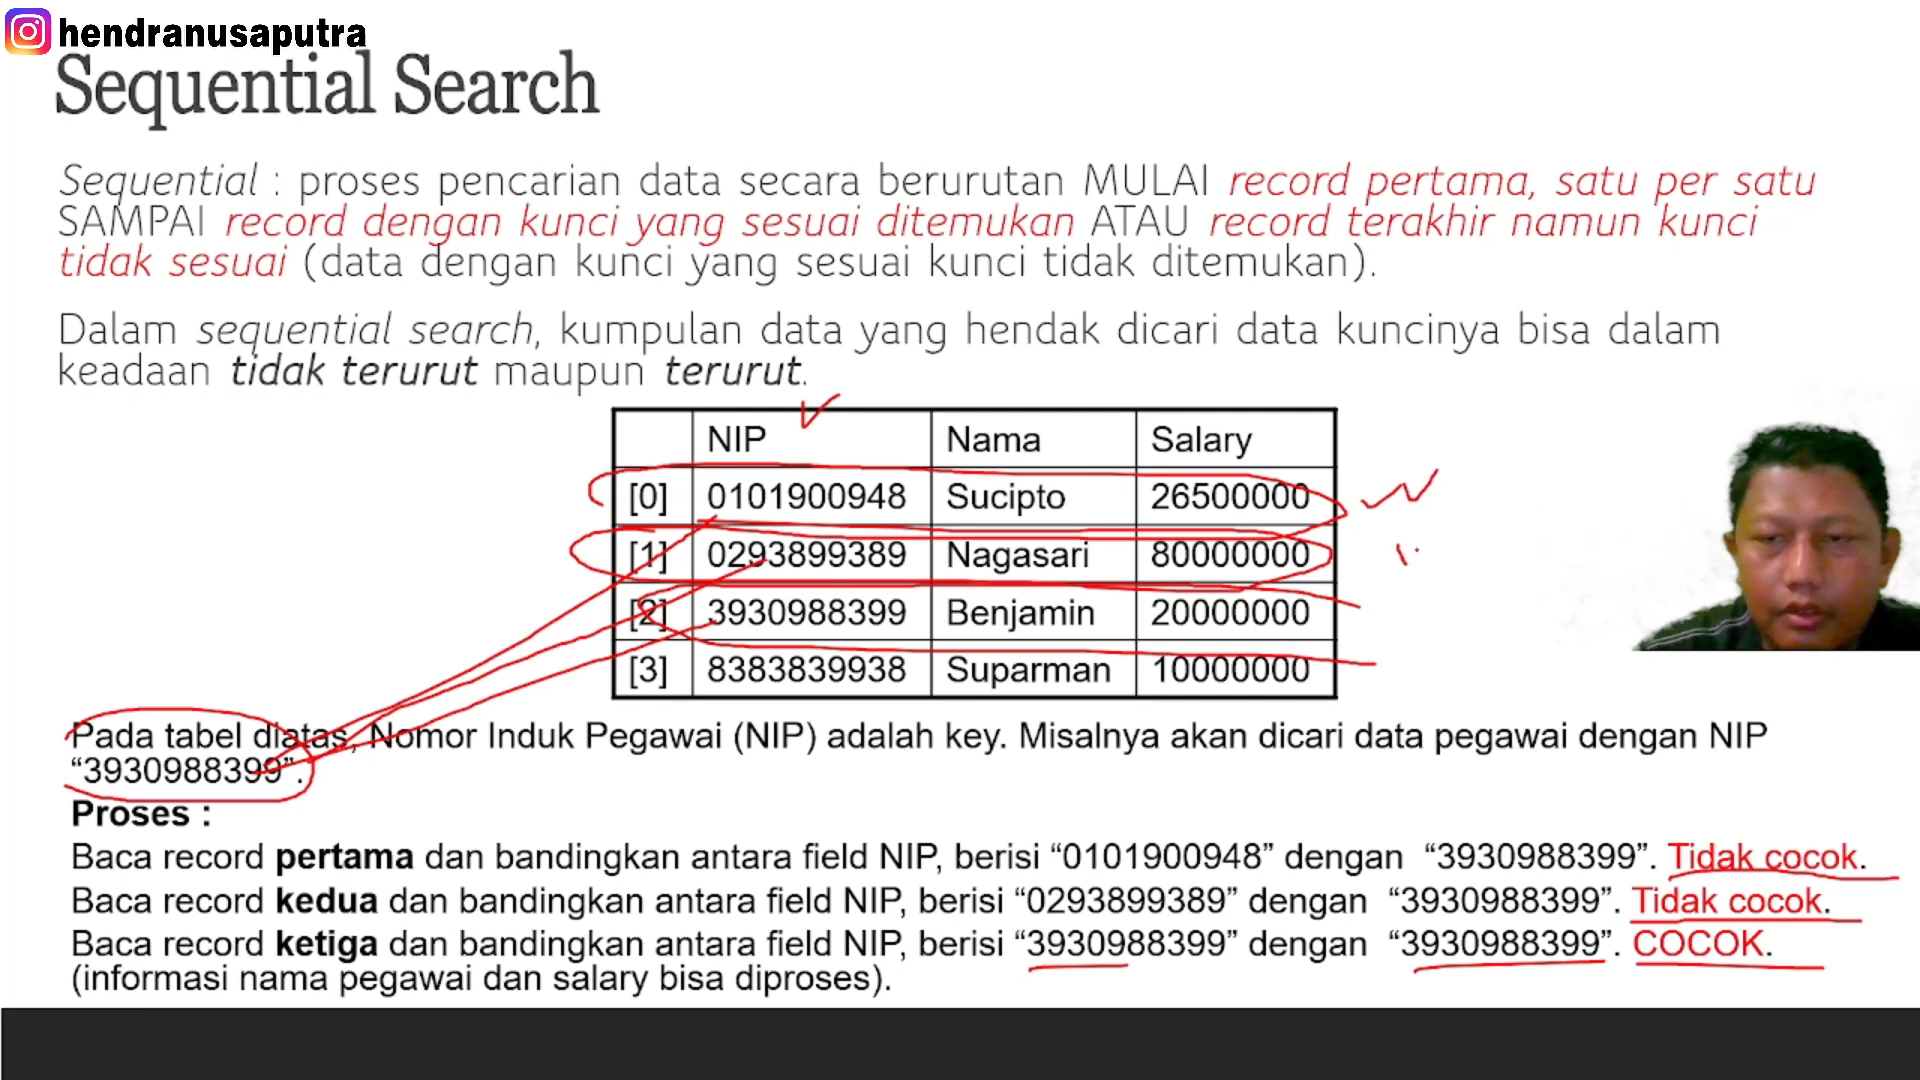 hendranusaputra
Sequential Search
Sequential : proses pencarian data secara berurutan MULAI record pertama, satu per satu
SAMPAI record dengan kunci yang sesuai ditemukan ATAU record terakhir namun kunci
tidak sesuai (data dengan kunci yang sesuai kunci tidak ditemukan).
Dalam sequential search, kumpulan data yang hendak dicari data kuncinya bisa dalam
keadaan tidak terurut maupun terurut.
NIP Nama Salary
[0] 0101900948 Sucipto 26500000
[1] 0293899389 Nagasari 80000000
[2] 3930988399 Benjamin 20000000
[3] 8383839938 Suparman 10000000
Pada tabel diatas, Nomor Induk Pegawai (NIP) adalah key. Misalnya akan dicari data pegawai dengan NIP
“3930988399”.
Proses :
Baca record pertama dan bandingkan antara field NIP, berisi “0101900948” dengan “3930988399”. Tidak cocok.
Baca record kedua dan bandingkan antara field NIP, berisi “0293899389” dengan “3930988399”. Tidak cocok.
Baca record ketiga dan bandingkan antara field NIP, berisi “3930988399” dengan “3930988399”. COCOK.
(informasi nama pegawai dan salary bisa diproses).